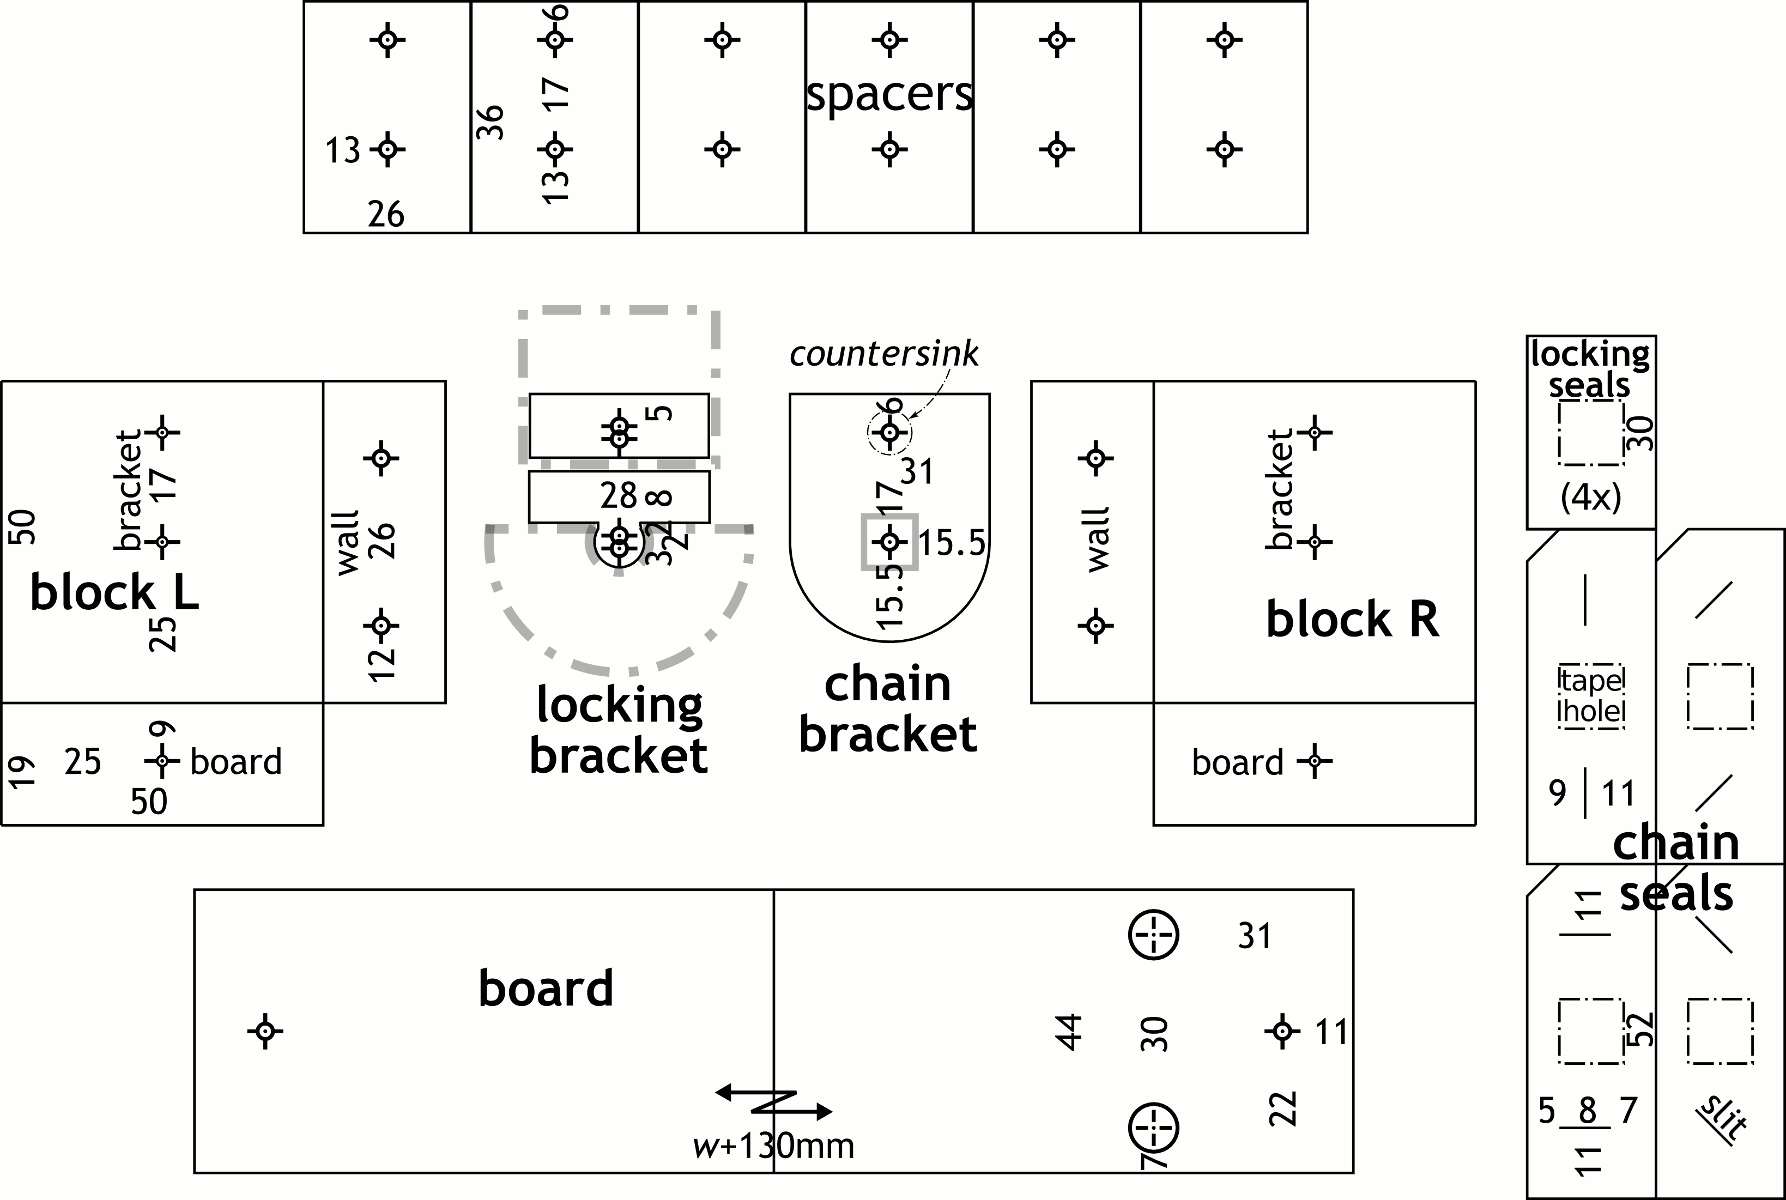 6
17
36
13
13
26
spacers
countersink
bracket
17
50
wall
26
block L
25
12
19
25
9
board
50
5
28
8
3
2
2
8
locking
bracket
6
31
17
15.5
15.5
chain
bracket
wall
bracket
block R
board
locking
seals
30
(4x)
tape
hole
9
11
chain
seals
11
52
5 8 7
11
slit
board
31
44
30
11
22
7
w+130mm